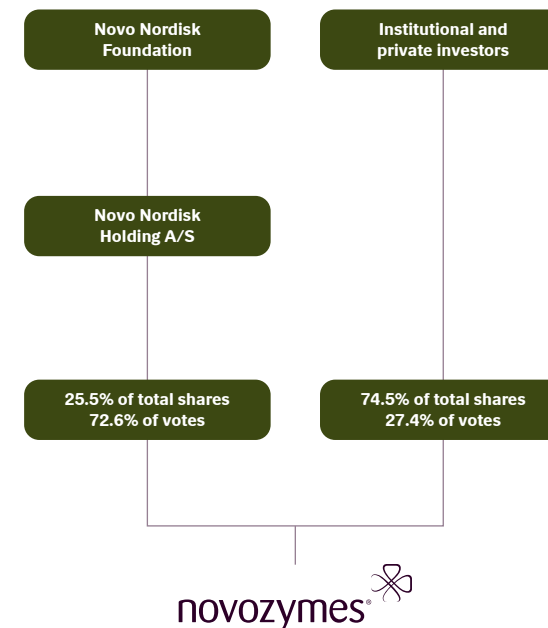 Novo Nordisk
Foundation
Institutional and
private investors
Novo Nordisk
Holding A/S
25.5% of total shares
72.6% of votes
74.5% of total shares
27.4% of votes
novozymes®